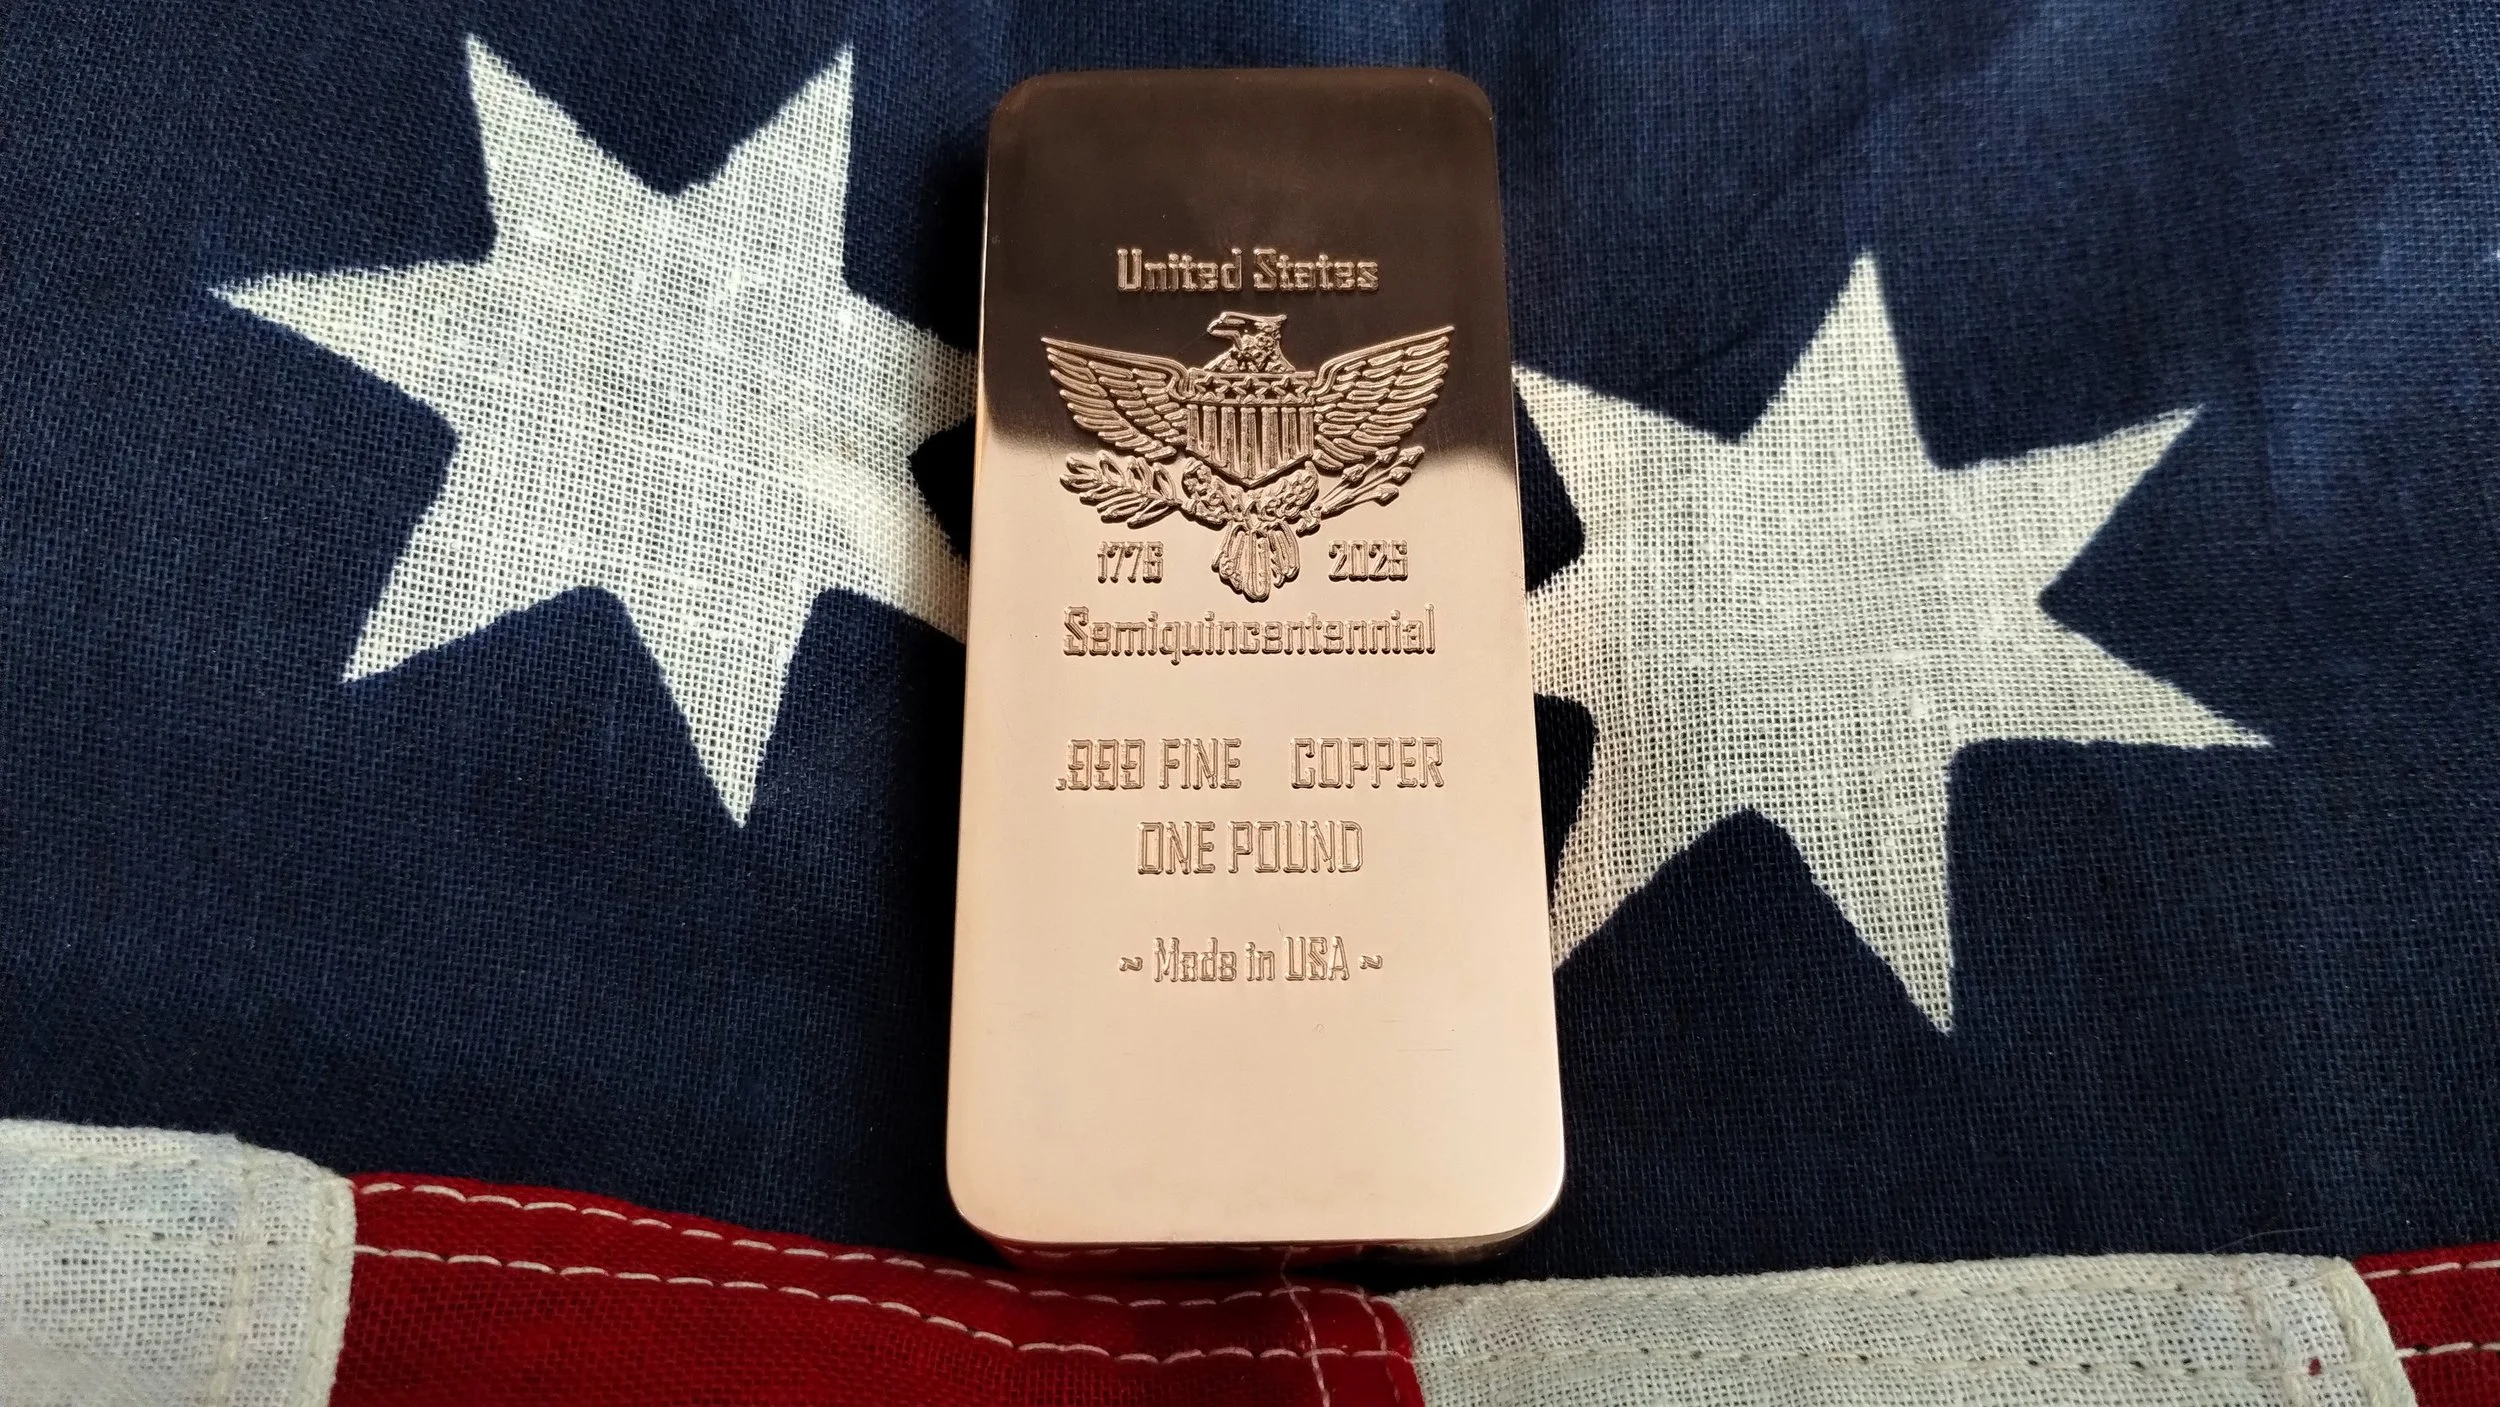 United States
1776 2026
Semiquincentennial
.999 FINE COPPER
ONE POUND
~ Made in USA ~